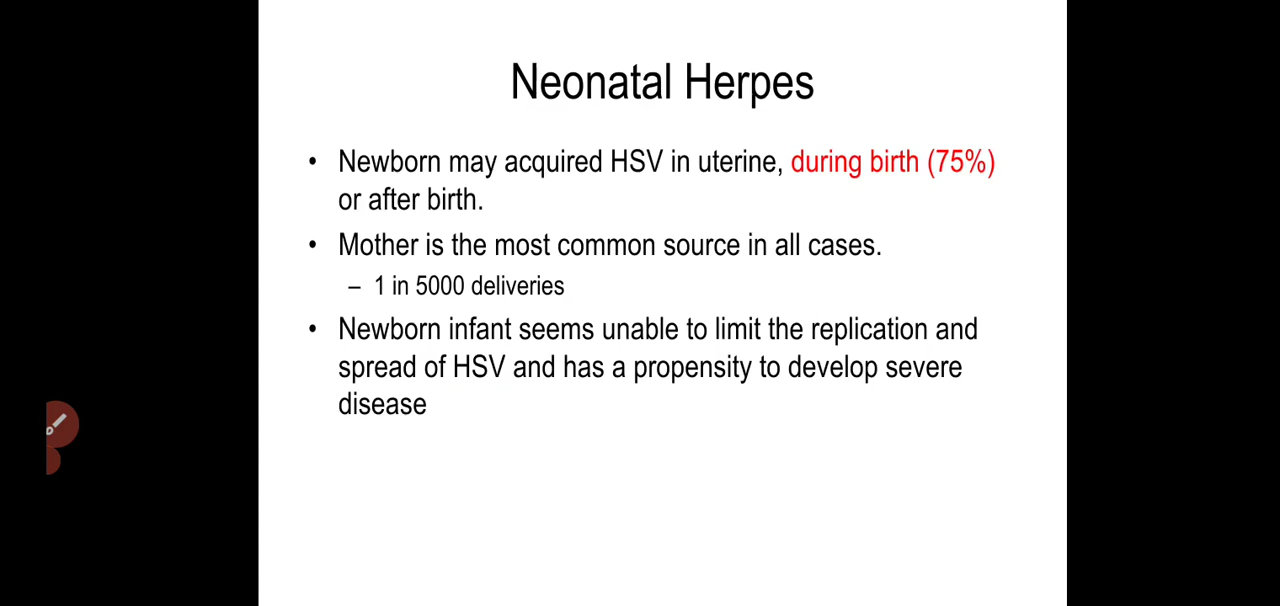 Neonatal Herpes
• Newborn may acquired HSV in uterine, during birth (75%)
or after birth.
• Mother is the most common source in all cases.
– 1 in 5000 deliveries
• Newborn infant seems unable to limit the replication and
spread of HSV and has a propensity to develop severe
disease